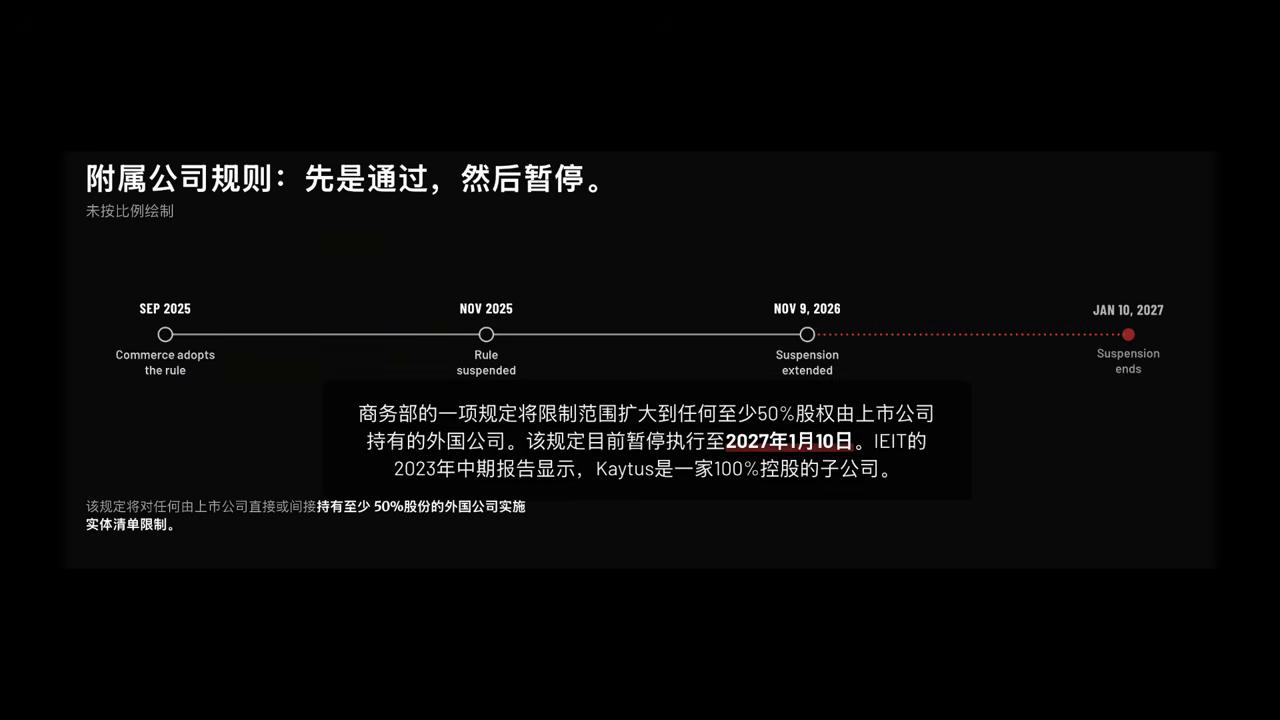 附属公司规则：先是通过，然后暂停。
未按比例绘制
SEP 2025
NOV 2025
NOV 9, 2026
JAN 10, 2027
Commerce adopts
the rule
Rule
suspended
Suspension
extended
Suspension
ends
商务部的一项规定将限制范围扩大到任何至少50%股权由上市公司
持有的外国公司。该规定目前暂停执行至2027年1月10日。IEIT的
2023年中期报告显示，Kaytus是一家100%控股的子公司。
该规定将对任何由上市公司直接或间接持有至少 50%股份的外国公司实施
实体清单限制。